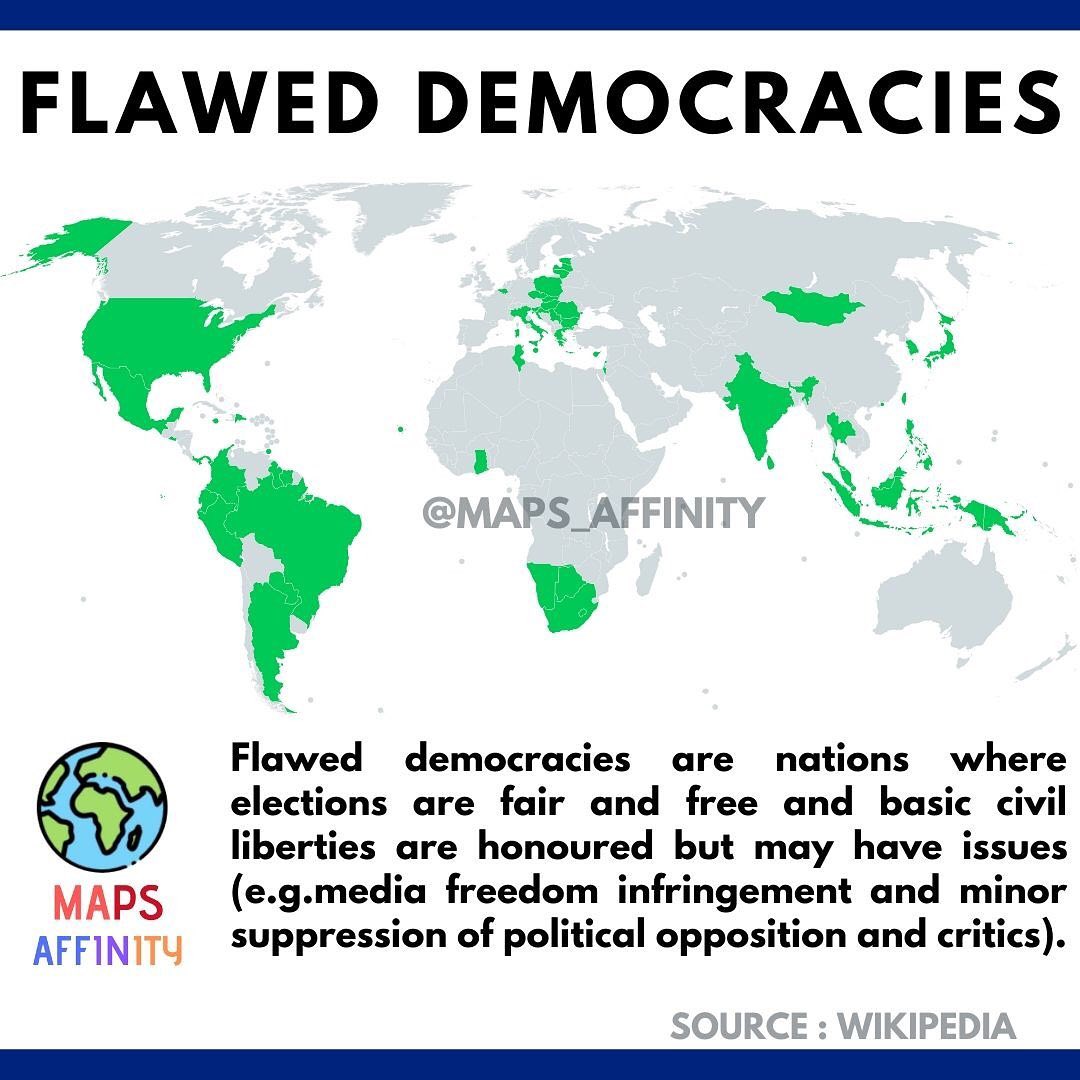 FLAWED DEMOCRACIES
@MAPS_AFFINITY
Flawed democracies are nations where
elections are fair and free and basic civil
liberties are honoured but may have issues
(e.g.media freedom infringement and minor
suppression of political opposition and critics).
MAPS
AFFINITY
SOURCE : WIKIPEDIA